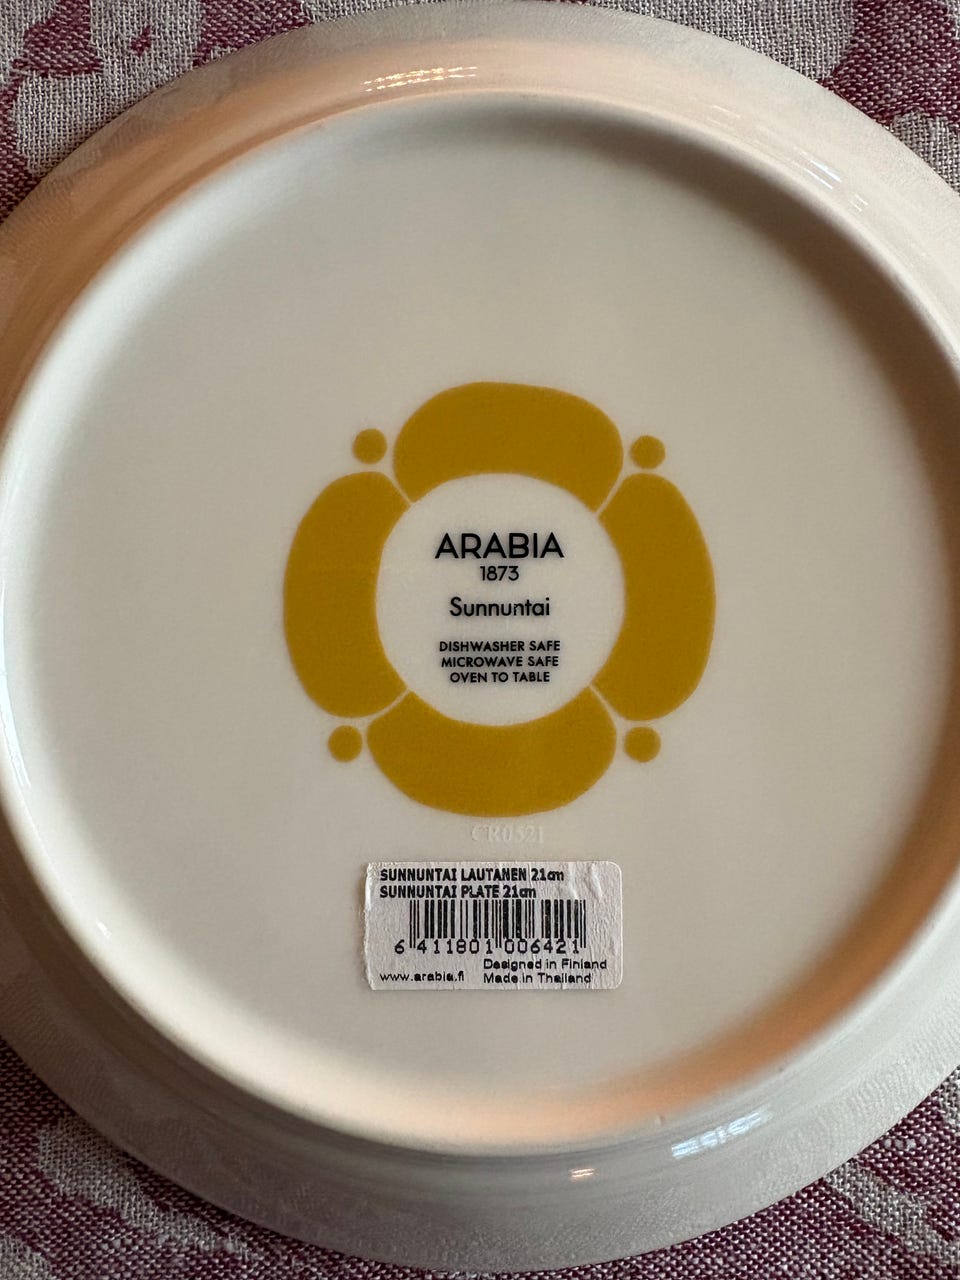 ARABIA
1873
Sunnuntai
DISHWASHER SAFE
MICROWAVE SAFE
OVEN TO TABLE
CR0521
SUNNUNTAI LAUTANEN 21cm
SUNNUNTAI PLATE 21cm
6 411801 006421
Designed in Finland
www.arabia.fi Made in Thailand